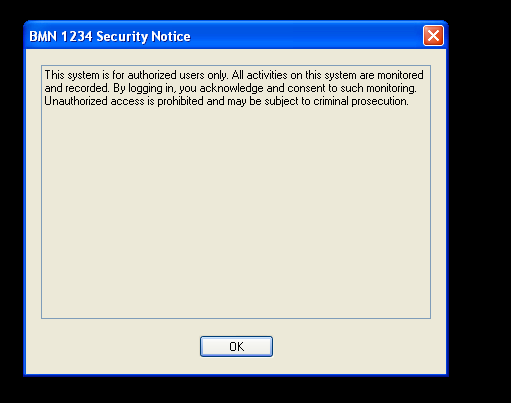 BMN 1234 Security Notice
This system is for authorized users only. All activities on this system are monitored
and recorded. By logging in, you acknowledge and consent to such monitoring.
Unauthorized access is prohibited and may be subject to criminal prosecution.
OK